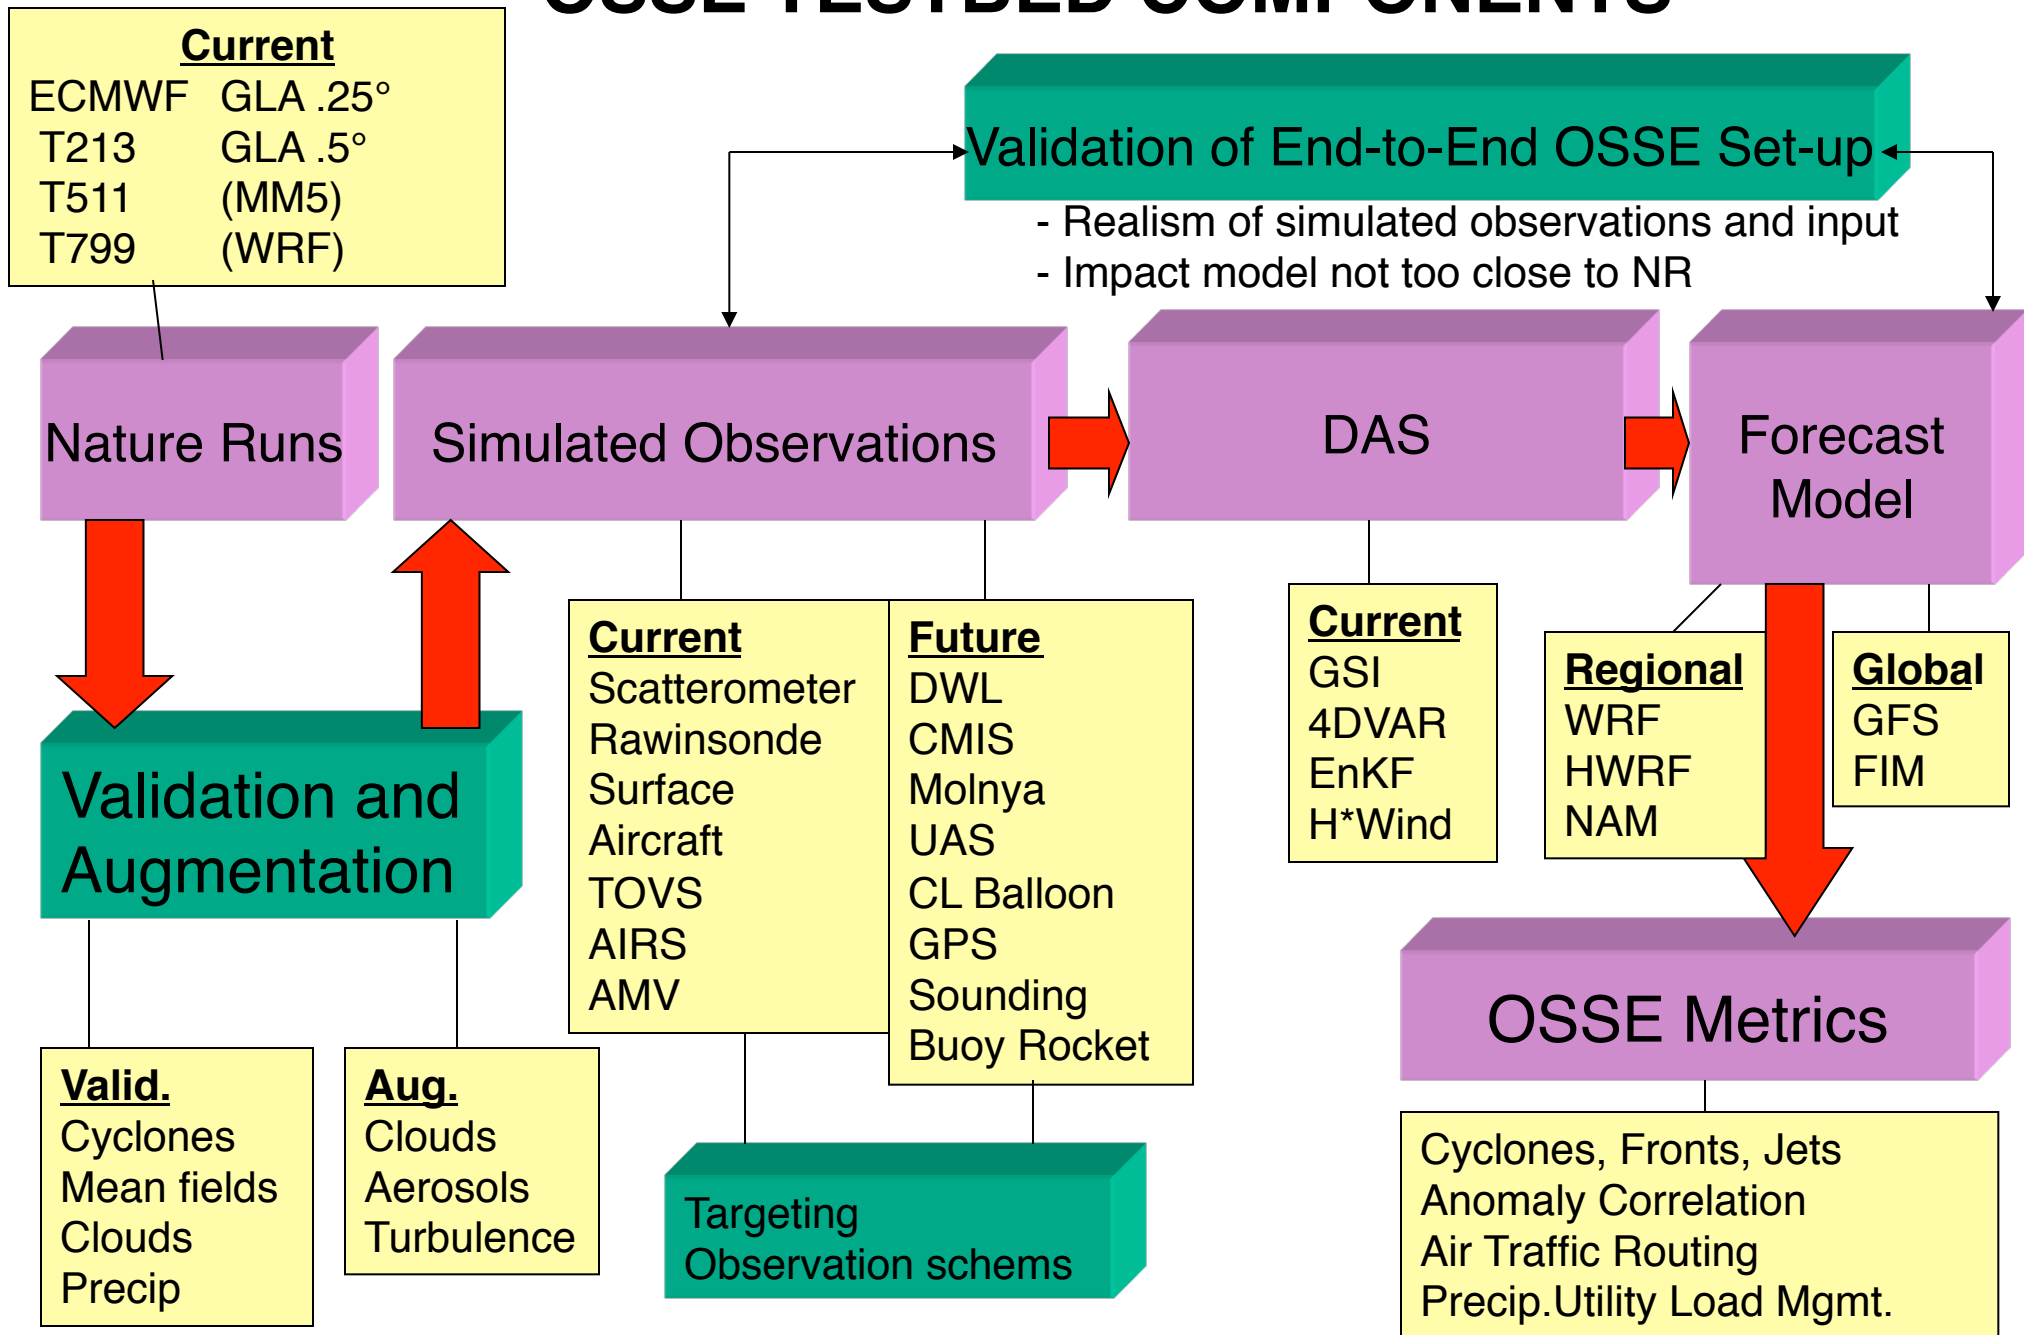 OSSE TESTBED COMPONENTS
Current
ECMWF GLA .25°
T213 GLA .5°
T511 (MM5)
T799 (WRF)
Validation of End-to-End OSSE Set-up
- Realism of simulated observations and input
- Impact model not too close to NR
Nature Runs
Simulated Observations
DAS
Forecast
Model
Validation and
Augmentation
Current
Scatterometer
Rawinsonde
Surface
Aircraft
TOVS
AIRS
AMV
Future
DWL
CMIS
Molnya
UAS
CL Balloon
GPS
Sounding
Buoy Rocket
Current
GSI
4DVAR
EnKF
H*Wind
Regional
WRF
HWRF
NAM
Global
GFS
FIM
Valid.
Cyclones
Mean fields
Clouds
Precip
Aug.
Clouds
Aerosols
Turbulence
Targeting
Observation schems
OSSE Metrics
Cyclones, Fronts, Jets
Anomaly Correlation
Air Traffic Routing
Precip.Utility Load Mgmt.